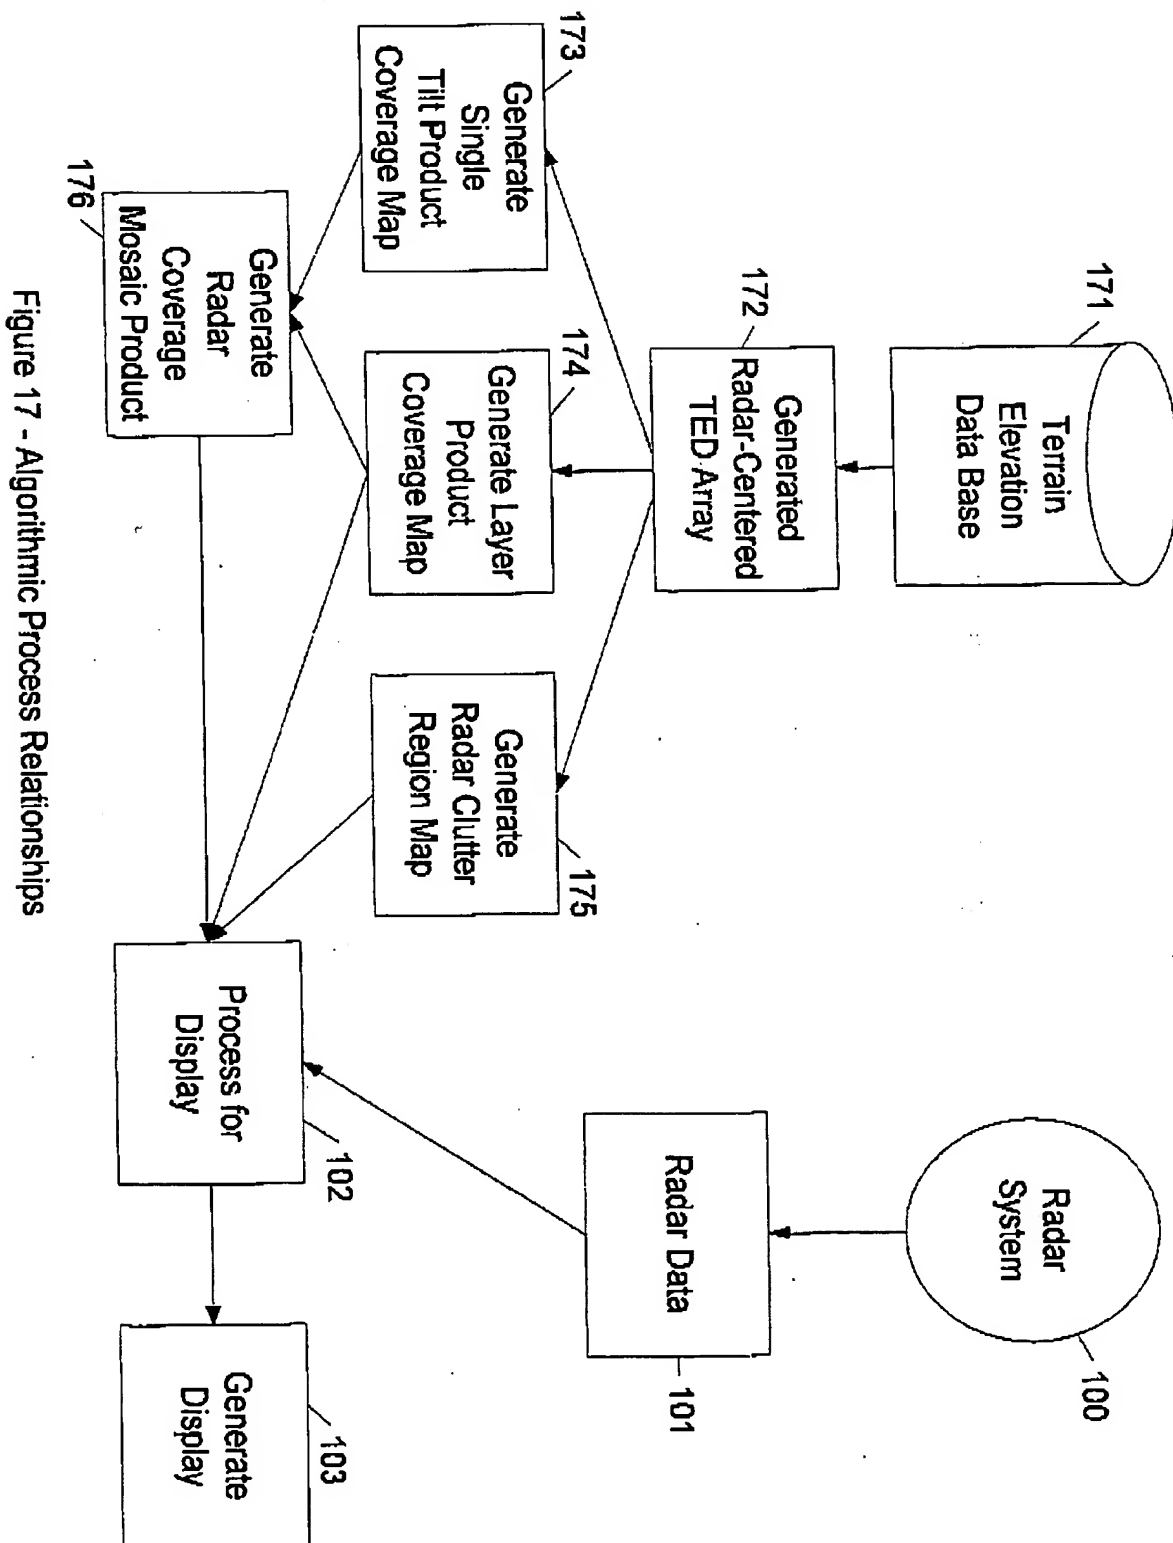 171
Terrain
Elevation
Data Base
Radar
System
100
172
Generated
Radar-Centered
TED Array
Radar Data
101
173
Generate
Single
Tilt Product
Coverage Map
174
Generate Layer
Product
Coverage Map
Generate
Radar Clutter
Region Map
175
176
Generate
Radar
Coverage
Mosaic Product
Process for
Display
102
Generate
Display
103
Figure 17 - Algorithmic Process Relationships